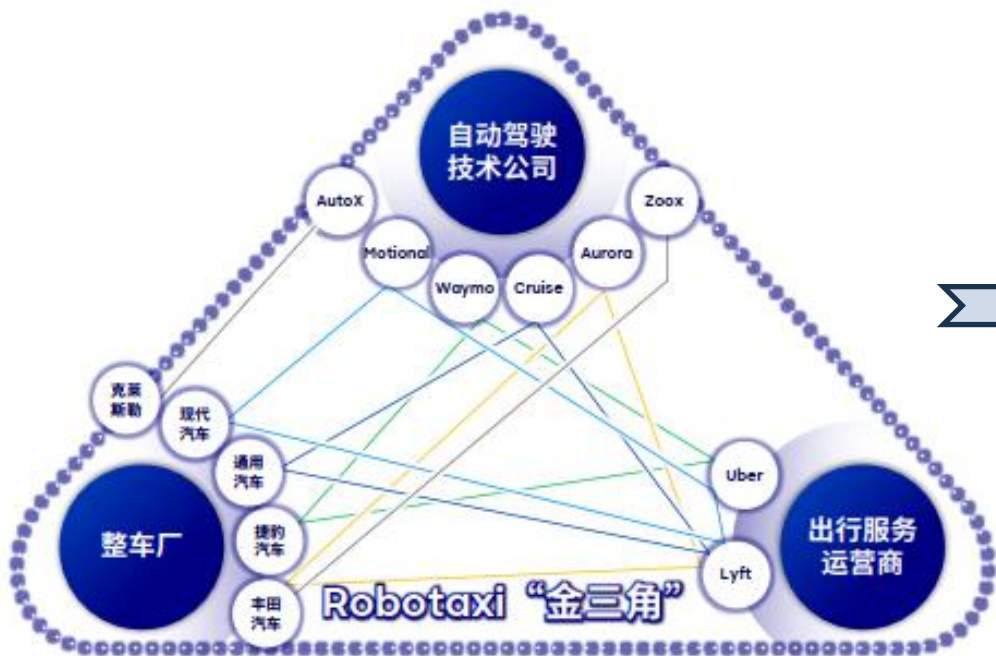 自动驾驶
技术公司
AutoX
Zoox
Motional
Aurora
Waymo
Cruise
克莱
斯勒
现代
汽车
通用
汽车
捷豹
汽车
丰田
汽车
整车厂
Uber
Lyft
出行服务
运营商
Robotaxi “金三角”